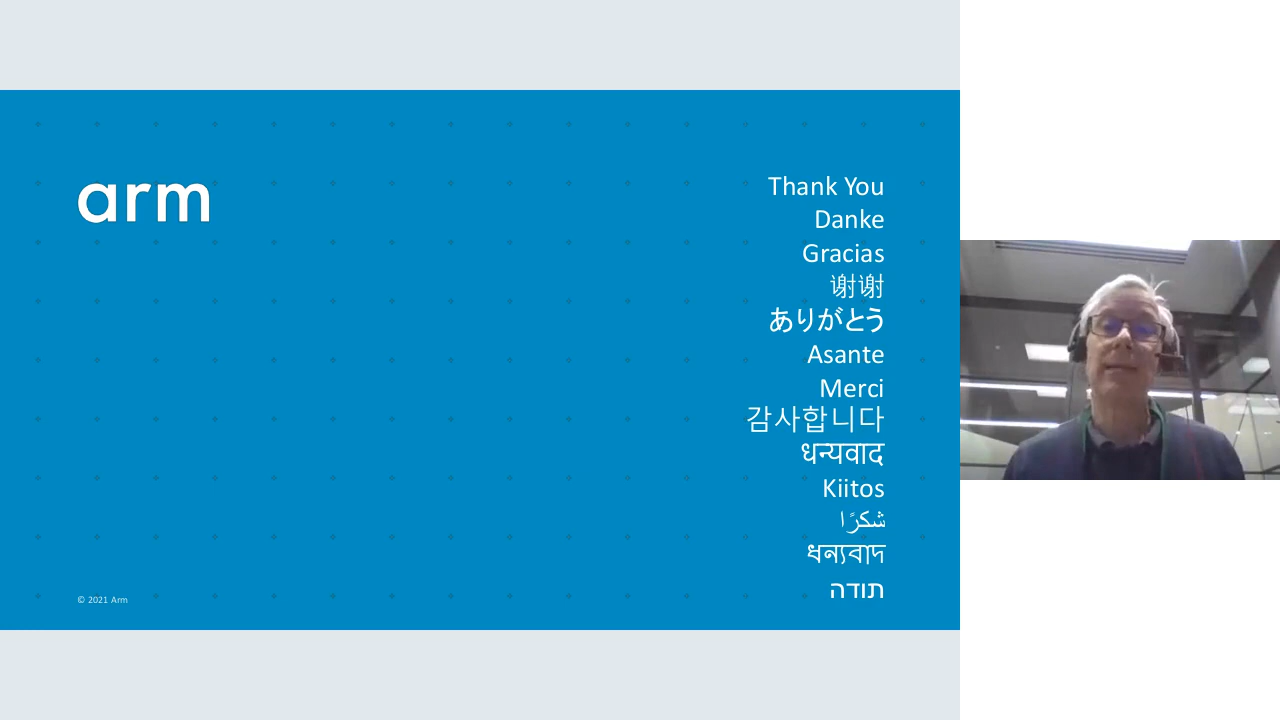 arm
Thank You
Danke
Gracias
谢谢
ありがとう
Asante
Merci
감사합니다
धन्यवाद
Kiitos
شكرًا
ধন্যবাদ
תודה
© 2021 Arm